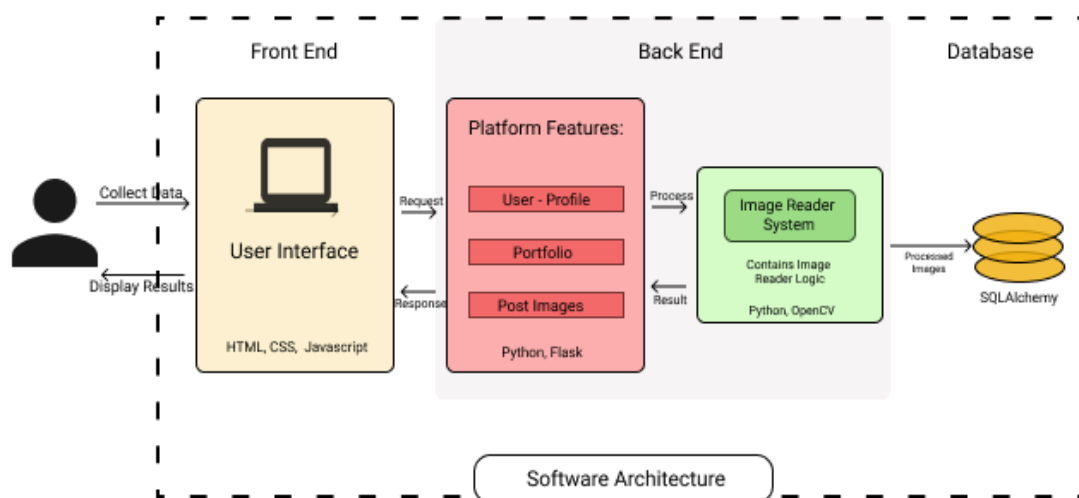 Front End
Back End
Database
Collect Data
Display Results
User Interface
HTML, CSS, Javascript
Request
Response
Platform Features:
User - Profile
Portfolio
Post Images
Python, Flask
Process
Result
Image Reader
System
Contains Image
Reader Logic
Python, OpenCV
Processed
Images
SQLAlchemy
Software Architecture